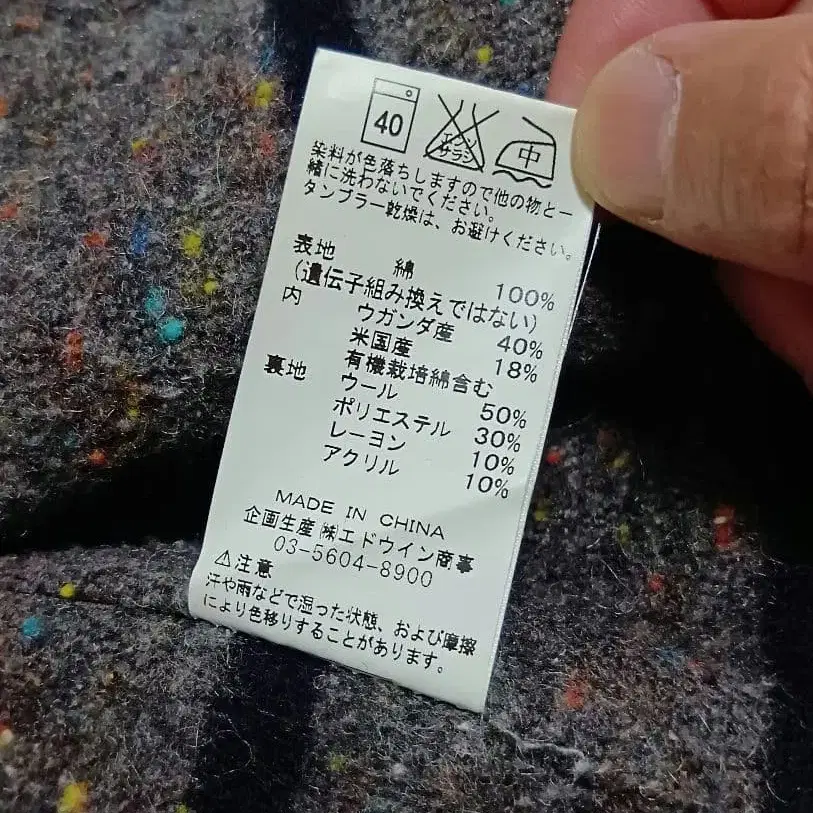 40 エンソサラシ 中
染料が色落ちしますので他の物と一
緒に洗わないでください。
タンブラー乾燥は、お避けください。
表地 綿 100%
(遺伝子組み換えではない)
内 ウガンダ産 40%
米国産 18%
有機栽培綿含む
裏地 ウール 50%
ポリエステル 30%
レーヨン 10%
アクリル 10%
MADE IN CHINA
企画生産 ㈱エドウイン商事
03-5604-8900
⚠注意
汗や雨などで湿った状態、および摩擦
により色移りすることがあります。